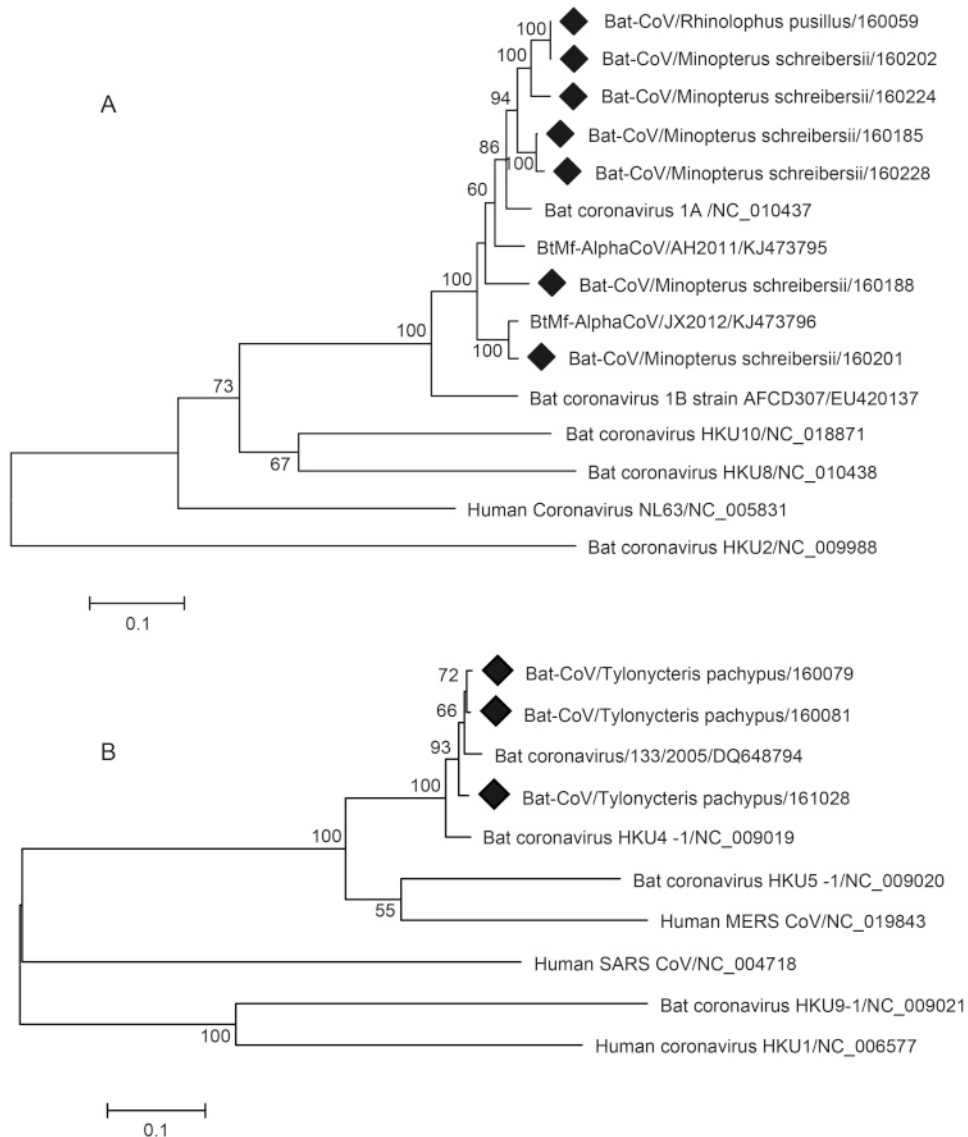 100
Bat-CoV/Rhinolophus pusillus/160059
100
Bat-CoV/Minopterus schreibersii/160202
A
94
Bat-CoV/Minopterus schreibersii/160224
86
Bat-CoV/Minopterus schreibersii/160185
100
Bat-CoV/Minopterus schreibersii/160228
60
Bat coronavirus 1A /NC_010437
BtMf-AlphaCoV/AH2011/KJ473795
100
Bat-CoV/Minopterus schreibersii/160188
BtMf-AlphaCoV/JX2012/KJ473796
100
100
Bat-CoV/Minopterus schreibersii/160201
73
Bat coronavirus 1B strain AFCD307/EU420137
Bat coronavirus HKU10/NC_018871
67
Bat coronavirus HKU8/NC_010438
Human Coronavirus NL63/NC_005831
Bat coronavirus HKU2/NC_009988
0.1
72
Bat-CoV/Tylonycteris pachypus/160079
66
Bat-CoV/Tylonycteris pachypus/160081
B
93
Bat coronavirus/133/2005/DQ648794
100
Bat-CoV/Tylonycteris pachypus/161028
100
Bat coronavirus HKU4 -1/NC_009019
Bat coronavirus HKU5 -1/NC_009020
55
Human MERS CoV/NC_019843
Human SARS CoV/NC_004718
Bat coronavirus HKU9-1/NC_009021
100
Human coronavirus HKU1/NC_006577
0.1